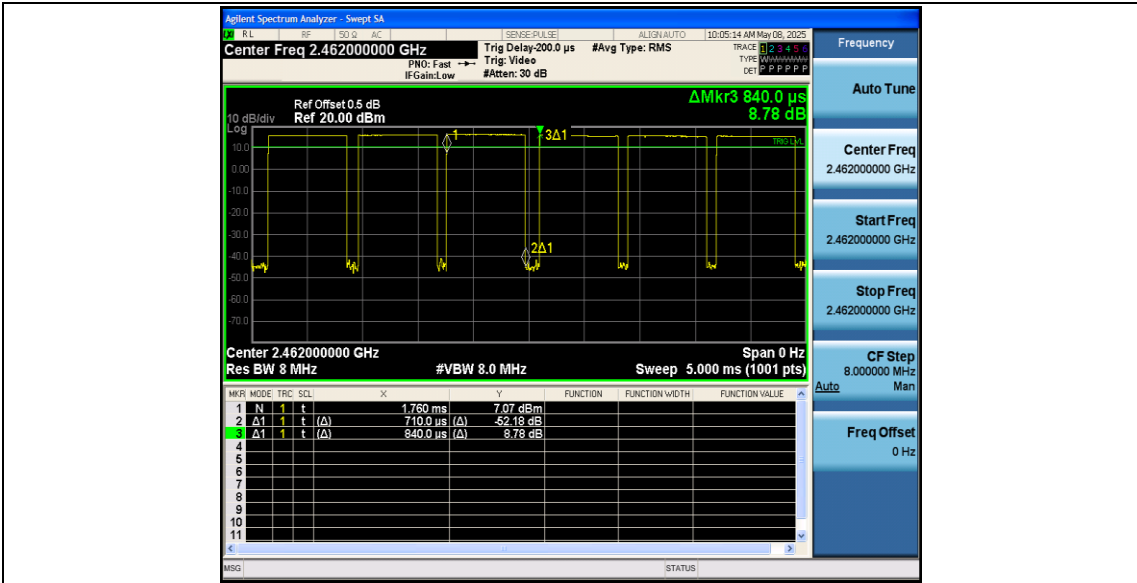 Agilent Spectrum Analyzer - Swept SA
LXI RL RF 50 Ω AC SENSE:PULSE ALIGN AUTO 10:05:14 AM May 08, 2025
Center Freq 2.462000000 GHz
PNO: Fast
IFGain:Low
Trig Delay-200.0 µs
Trig: Video
#Atten: 30 dB
#Avg Type: RMS
TRACE 1 2 3 4 5 6
TYPE WWWWWW
DET P P P P P P
ΔMkr3 840.0 µs
8.78 dB
Ref Offset 0.5 dB
10 dB/div Ref 20.00 dBm
Log
10.0
0.00
-10.0
-20.0
-30.0
-40.0
-50.0
-60.0
-70.0
1
3Δ1
TRIG LVL
2Δ1
Center 2.462000000 GHz Span 0 Hz
Res BW 8 MHz #VBW 8.0 MHz Sweep 5.000 ms (1001 pts)
MKR MODE TRC SCL X Y FUNCTION FUNCTION WIDTH FUNCTION VALUE
1 N 1 t 1.760 ms 7.07 dBm
2 Δ1 1 t (Δ) 710.0 µs (Δ) -52.18 dB
3 Δ1 1 t (Δ) 840.0 µs (Δ) 8.78 dB
4
5
6
7
8
9
10
11
MSG STATUS
Frequency
Auto Tune
Center Freq
2.462000000 GHz
Start Freq
2.462000000 GHz
Stop Freq
2.462000000 GHz
CF Step
8.000000 MHz
Auto Man
Freq Offset
0 Hz